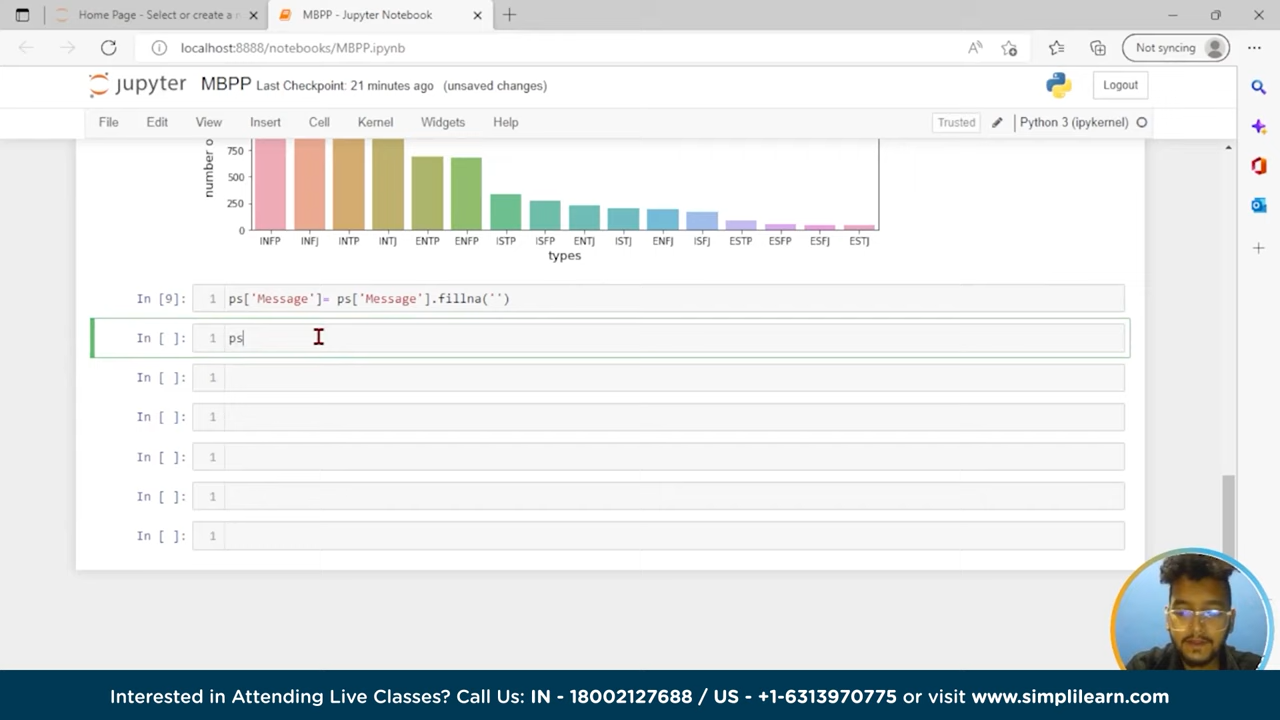 Home Page - Select or create a n
MBPP - Jupyter Notebook
localhost:8888/notebooks/MBPP.ipynb
Not syncing
jupyter MBPP Last Checkpoint: 21 minutes ago (unsaved changes)
Logout
File Edit View Insert Cell Kernel Widgets Help
Trusted
Python 3 (ipykernel)
number o
750
500
250
0
INFP INFJ INTP INTJ ENTP ENFP ISTP ISFP ENTJ ISTJ ENFJ ISFJ ESTP ESFP ESFJ ESTJ
types
In [9]: 1 ps['Message']= ps['Message'].fillna('')
In [ ]: 1 ps
In [ ]: 1
In [ ]: 1
In [ ]: 1
In [ ]: 1
In [ ]: 1
Interested in Attending Live Classes? Call Us: IN - 18002127688 / US - +1-6313970775 or visit www.simplilearn.com